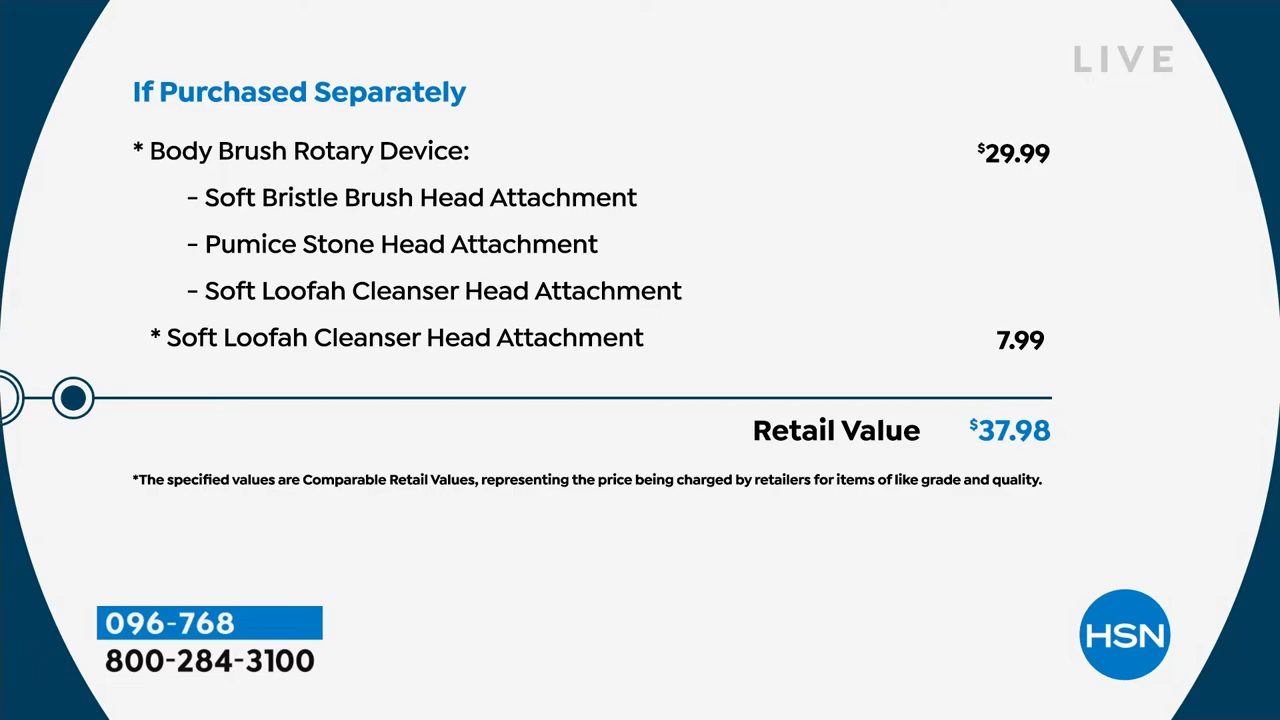 LIVE
If Purchased Separately
* Body Brush Rotary Device: $29.99
- Soft Bristle Brush Head Attachment
- Pumice Stone Head Attachment
- Soft Loofah Cleanser Head Attachment
* Soft Loofah Cleanser Head Attachment 7.99
Retail Value $37.98
*The specified values are Comparable Retail Values, representing the price being charged by retailers for items of like grade and quality.
096-768
800-284-3100
HSN